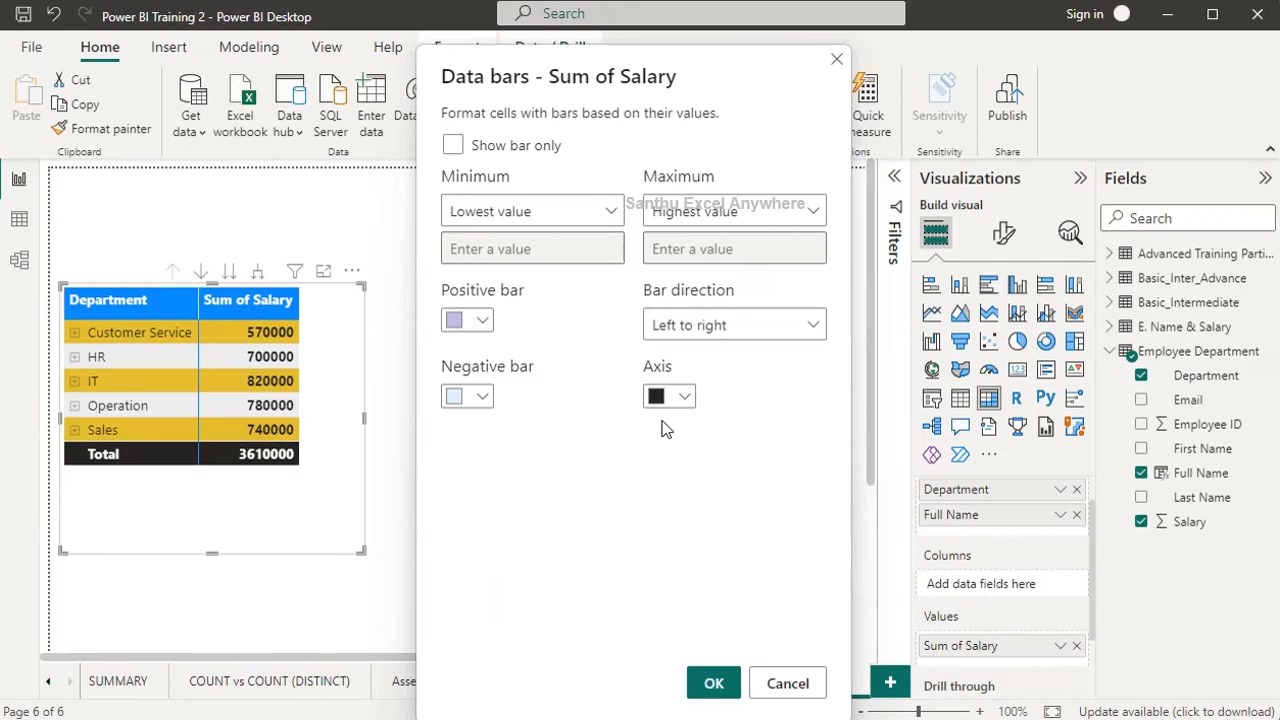 Power BI Training 2 - Power BI Desktop
Search
Sign in
File
Home
Insert
Modeling
View
Help
Paste
Cut
Copy
Format painter
Clipboard
Get data
Excel workbook
Data hub
SQL Server
Enter data
Data
Quick
measure
Sensitivity
Sensitivity
Publish
Share
Data bars - Sum of Salary
Format cells with bars based on their values.
Show bar only
Minimum
Maximum
Lowest value
Highest value
Santhu Excel Anywhere
Enter a value
Enter a value
Positive bar
Bar direction
Left to right
Negative bar
Axis
OK
Cancel
Department Sum of Salary
Customer Service 570000
HR 700000
IT 820000
Operation 780000
Sales 740000
Total 3610000
Filters
Visualizations
Build visual
R
Py
Department
Full Name
Columns
Add data fields here
Values
Sum of Salary
Drill through
Fields
Search
Advanced Training Parti...
Basic_Inter_Advance
Basic_Intermediate
E. Name & Salary
Employee Department
Department
Email
Employee ID
First Name
Full Name
Last Name
Salary
SUMMARY
COUNT vs COUNT (DISTINCT)
Page 6 of 6
100%
Update available (click to download)